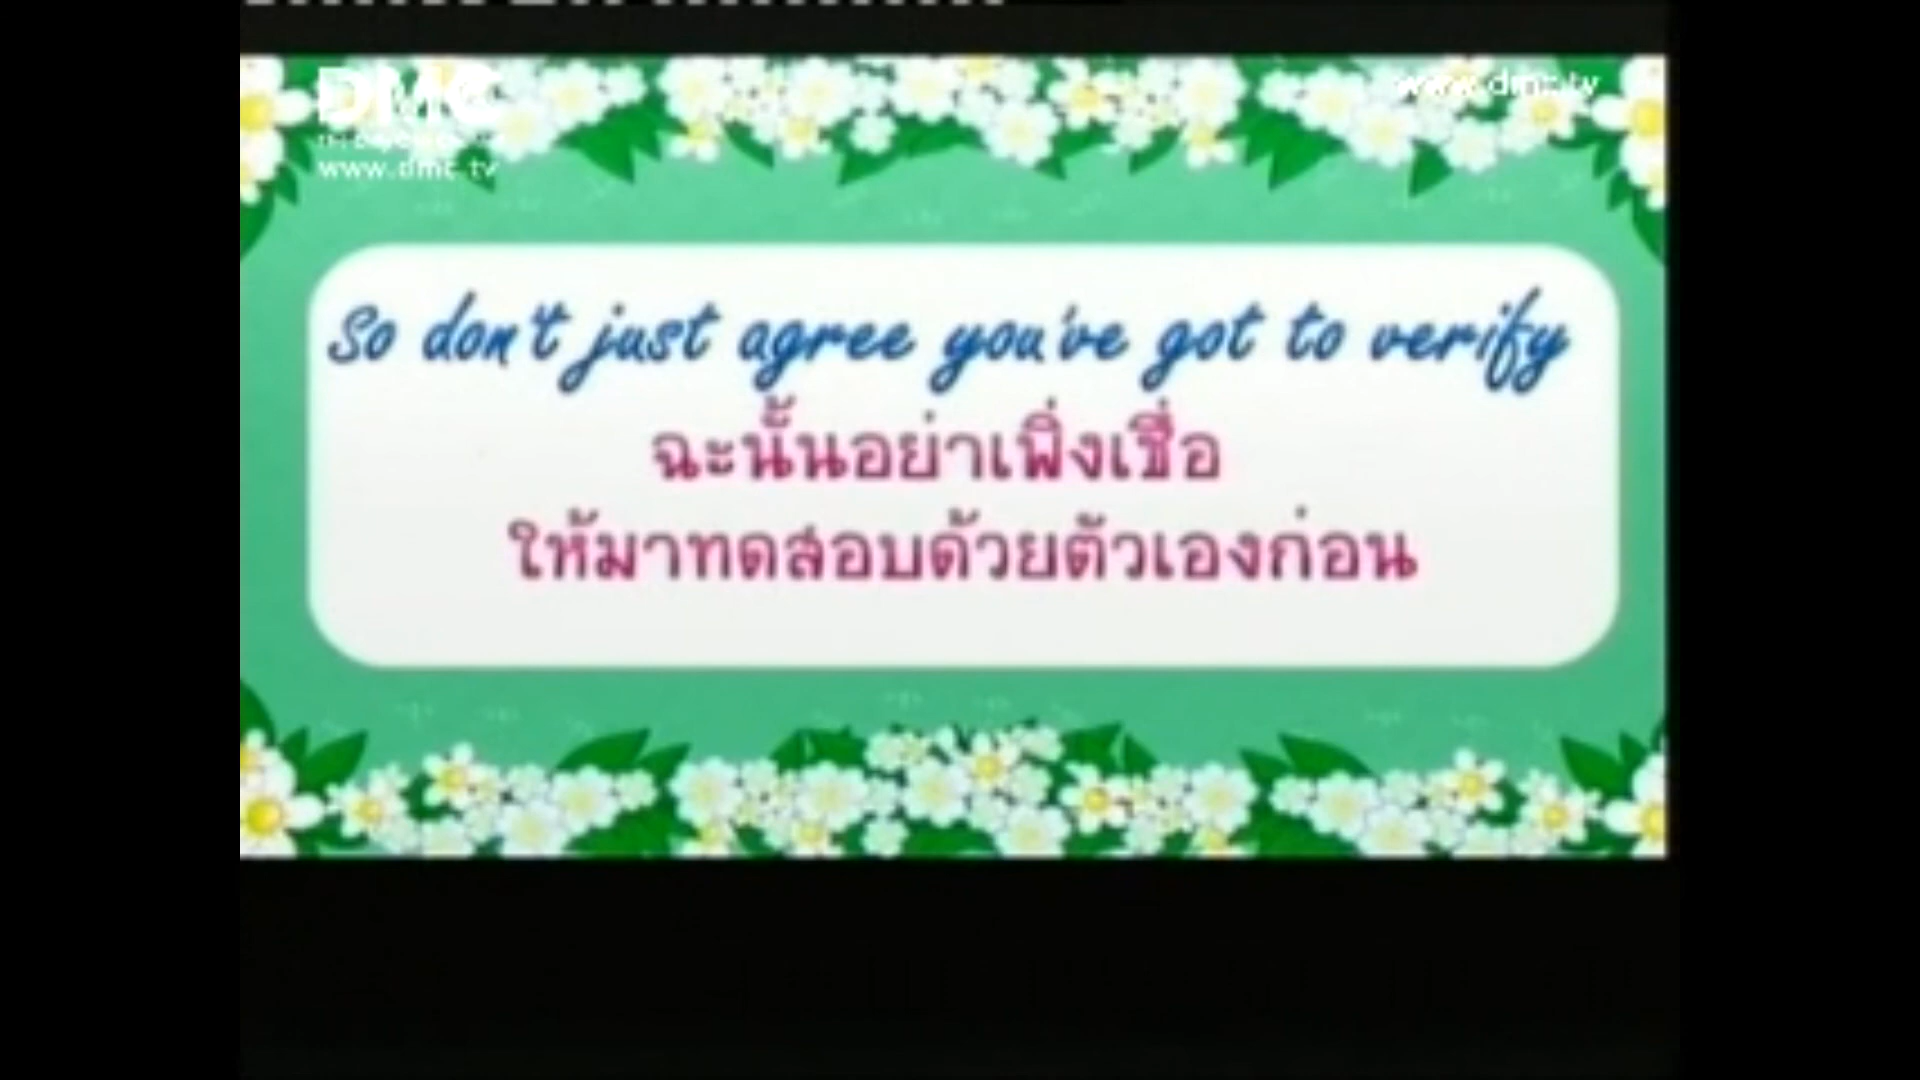 DMC
www.dmc.tv
www.dmc.tv
So don't just agree you've got to verify
ฉะนั้นอย่าเพิ่งเชื่อ
ให้มาทดสอบด้วยตัวเองก่อน